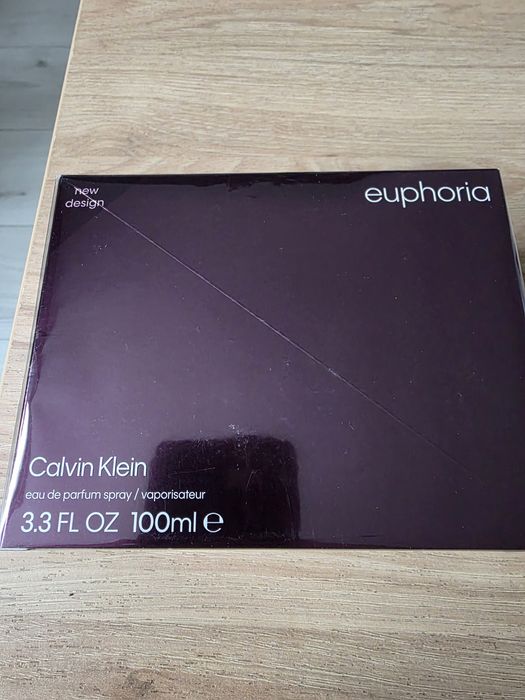 new
design
euphoria
Calvin Klein
eau de parfum spray / vaporisateur
3.3 FL OZ 100ml ℮